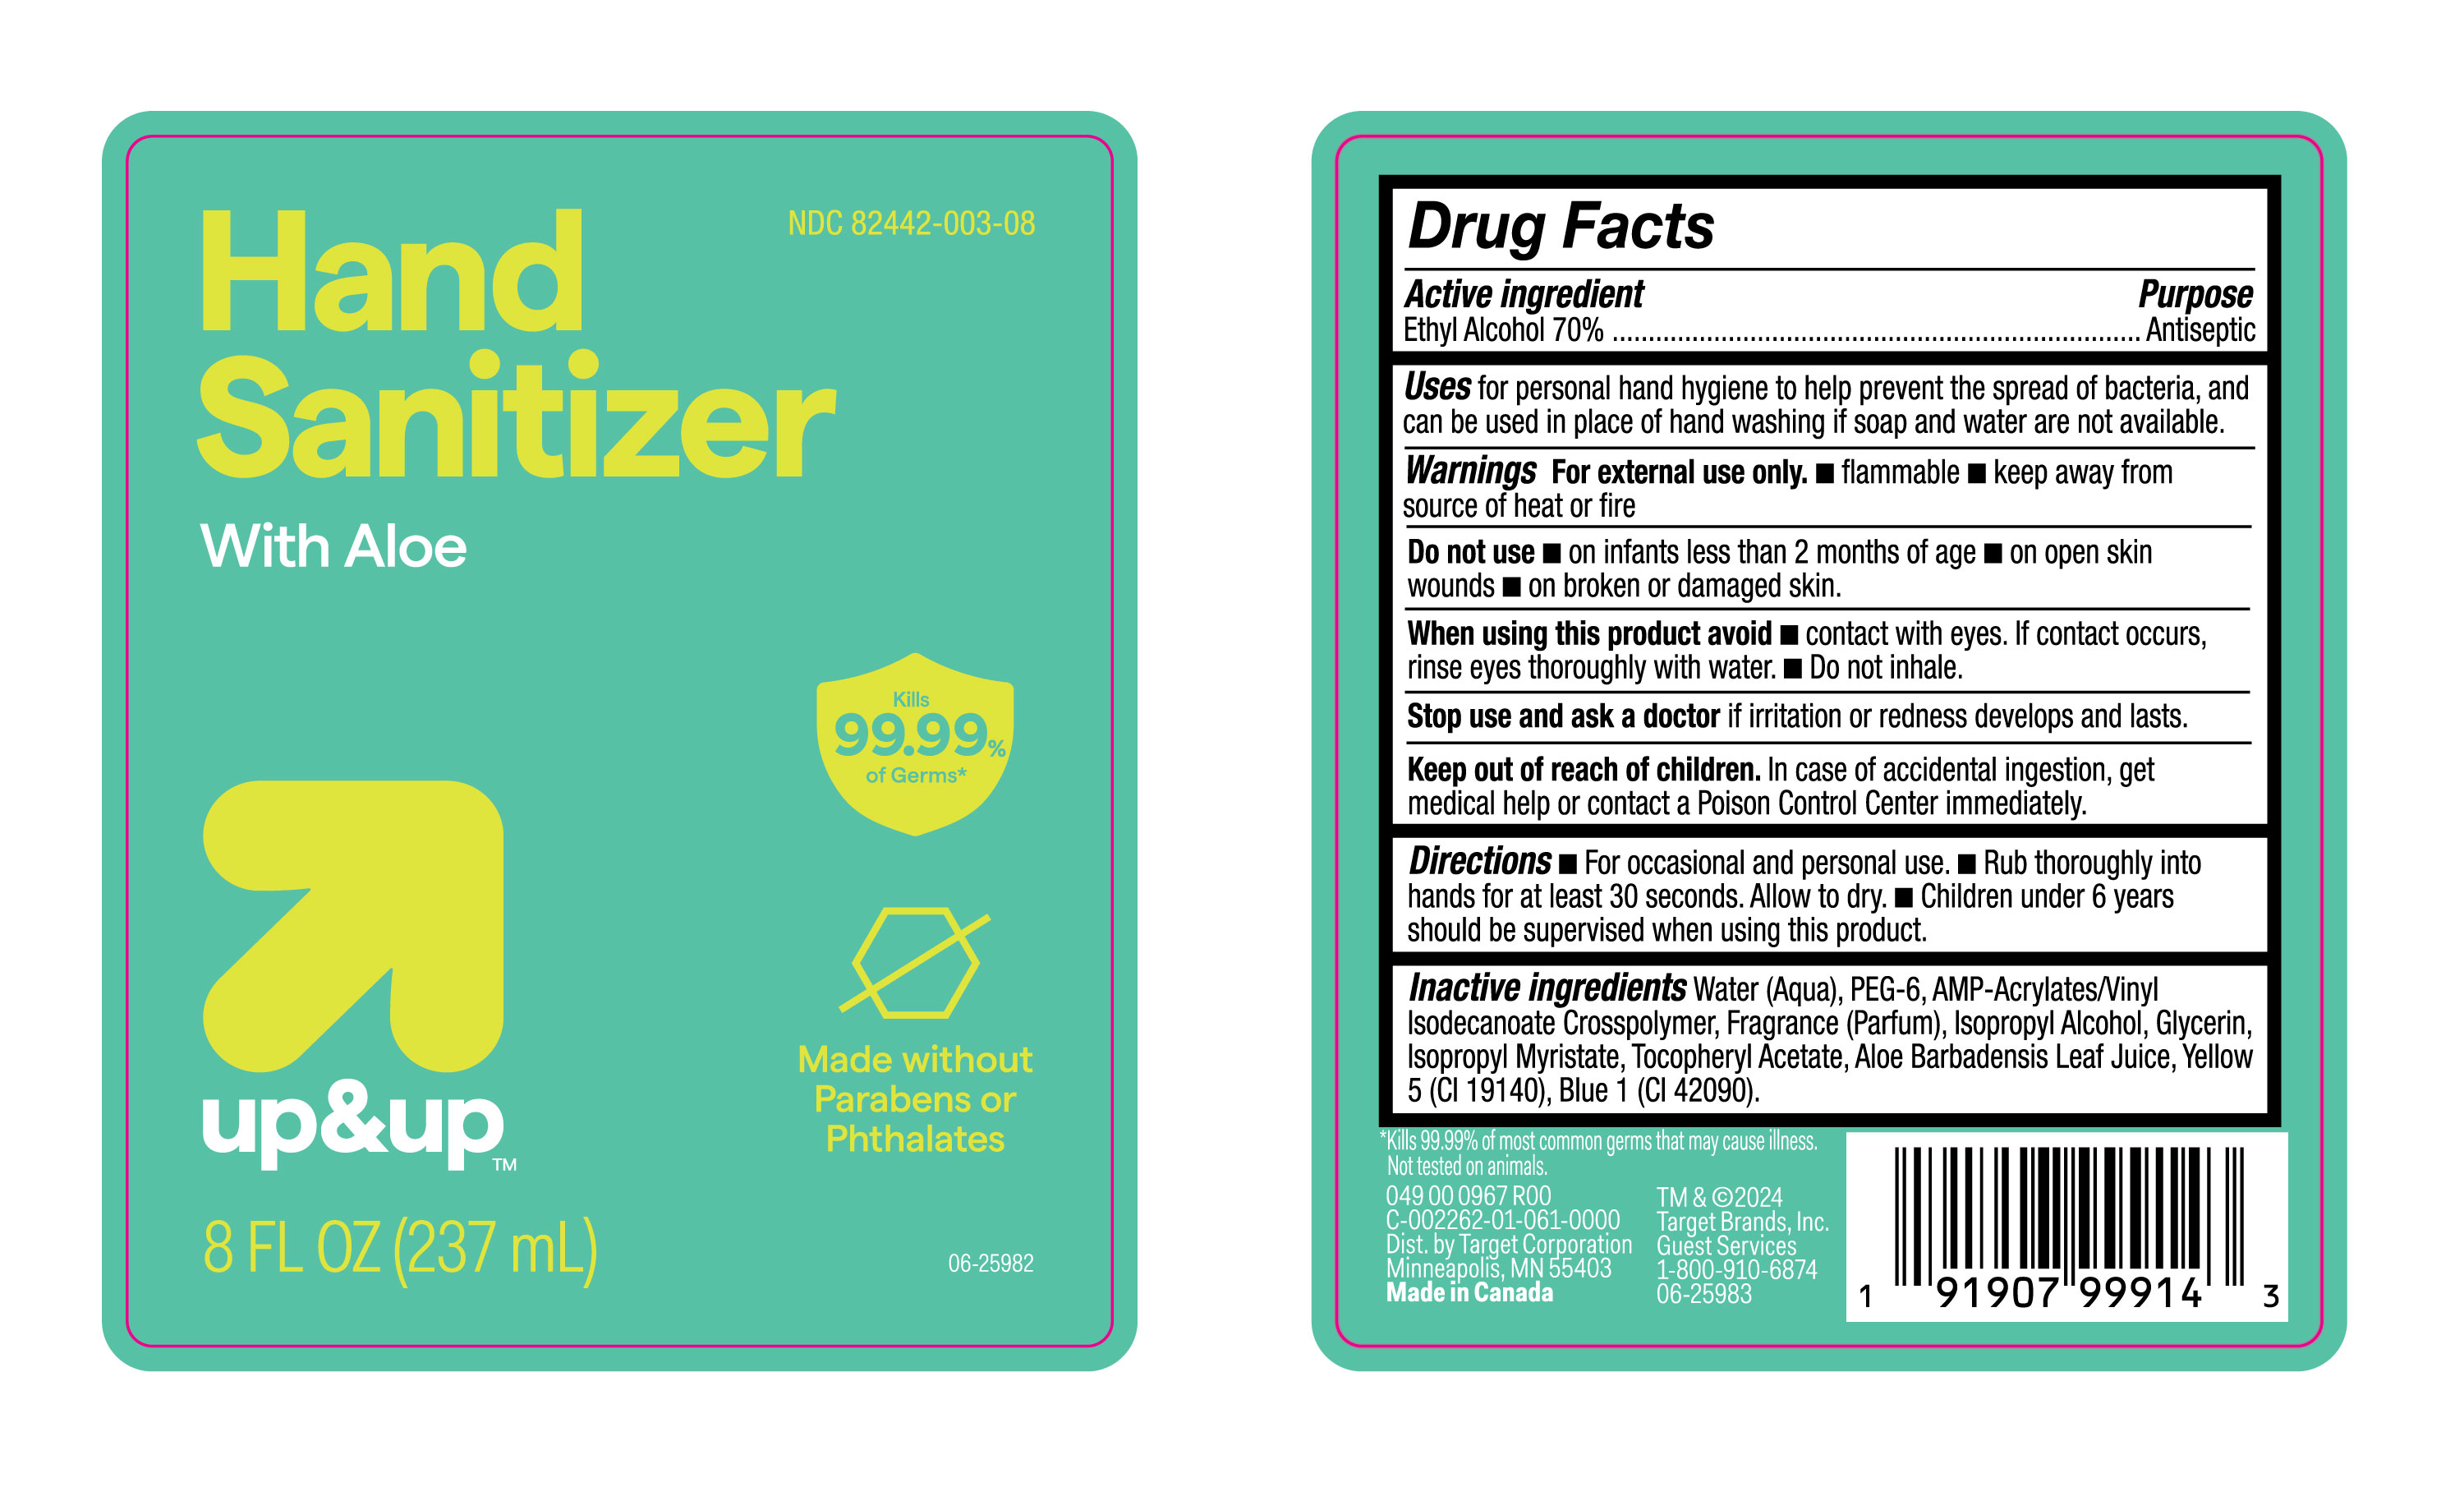 Hand
Sanitizer
With Aloe
NDC 82442-003-08
Kills
99.99%
of Germs*
Made without
Parabens or
Phthalates
up&up™
8 FL OZ (237 mL)
06-25982
Drug Facts
Active ingredient Purpose
Ethyl Alcohol 70% ........................................................................ Antiseptic
Uses for personal hand hygiene to help prevent the spread of bacteria, and
can be used in place of hand washing if soap and water are not available.
Warnings For external use only. ■ flammable ■ keep away from
source of heat or fire
Do not use ■ on infants less than 2 months of age ■ on open skin
wounds ■ on broken or damaged skin.
When using this product avoid ■ contact with eyes. If contact occurs,
rinse eyes thoroughly with water. ■ Do not inhale.
Stop use and ask a doctor if irritation or redness develops and lasts.
Keep out of reach of children. In case of accidental ingestion, get
medical help or contact a Poison Control Center immediately.
Directions ■ For occasional and personal use. ■ Rub thoroughly into
hands for at least 30 seconds. Allow to dry. ■ Children under 6 years
should be supervised when using this product.
Inactive ingredients Water (Aqua), PEG-6, AMP-Acrylates/Vinyl
Isodecanoate Crosspolymer, Fragrance (Parfum), Isopropyl Alcohol, Glycerin,
Isopropyl Myristate, Tocopheryl Acetate, Aloe Barbadensis Leaf Juice, Yellow
5 (CI 19140), Blue 1 (CI 42090).
*Kills 99.99% of most common germs that may cause illness.
Not tested on animals.
049 00 0967 R00
C-002262-01-061-0000
Dist. by Target Corporation
Minneapolis, MN 55403
Made in Canada
TM & ©2024
Target Brands, Inc.
Guest Services
1-800-910-6874
06-25983
1 91907 99914 3